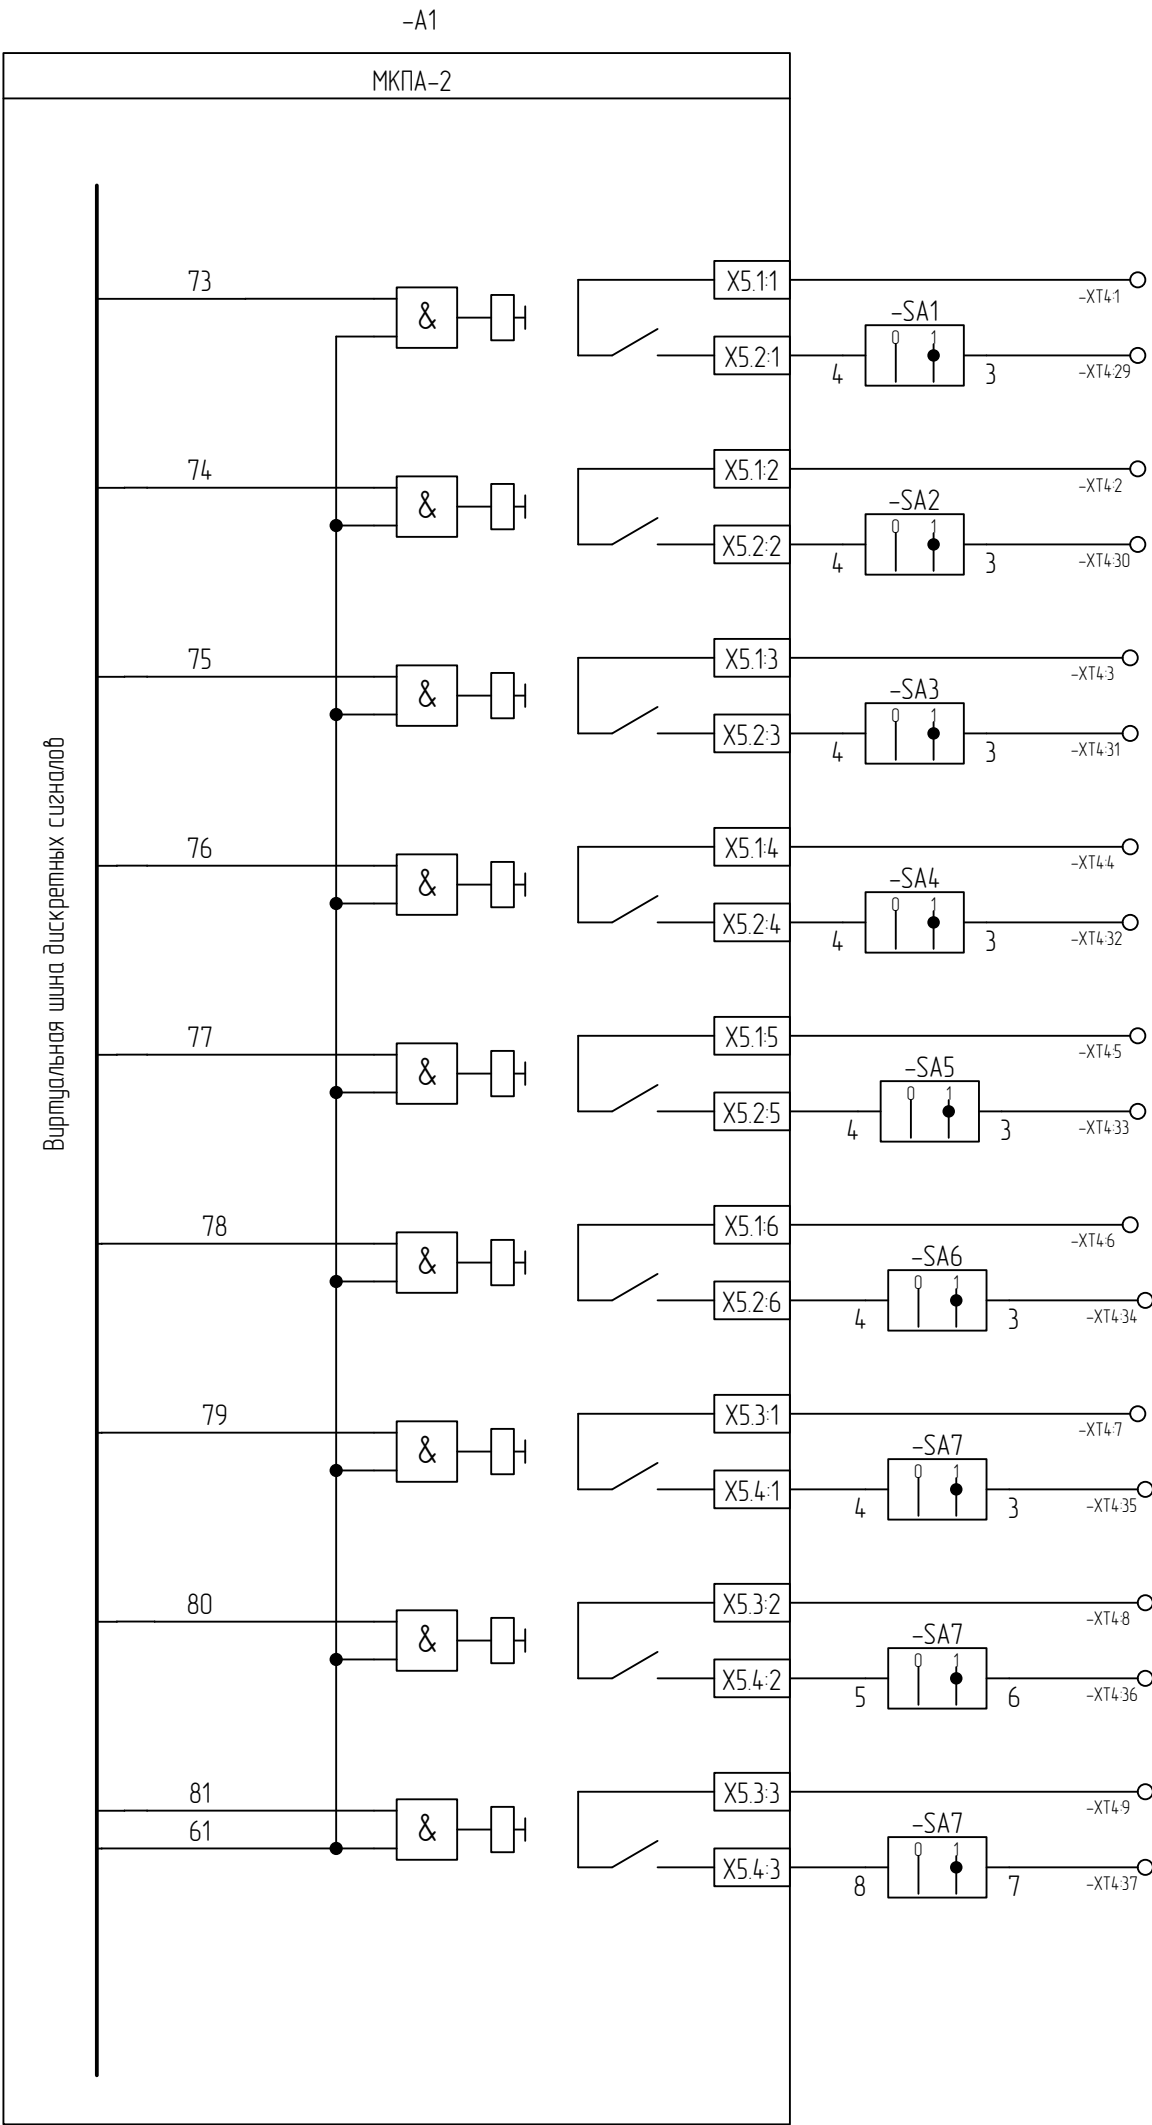 -А1
МКПА-2
Виртуальная шина дискретных сигналов
73
&
X5.1:1
-XT4:1
-SA1
0 1
X5.2:1
4
3
-XT4:29
74
&
X5.1:2
-XT4:2
-SA2
0 1
X5.2:2
4
3
-XT4:30
75
&
X5.1:3
-XT4:3
-SA3
0 1
X5.2:3
4
3
-XT4:31
76
&
X5.1:4
-XT4:4
-SA4
0 1
X5.2:4
4
3
-XT4:32
77
&
X5.1:5
-XT4:5
-SA5
0 1
X5.2:5
4
3
-XT4:33
78
&
X5.1:6
-XT4:6
-SA6
0 1
X5.2:6
4
3
-XT4:34
79
&
X5.3:1
-XT4:7
-SA7
0 1
X5.4:1
4
3
-XT4:35
80
&
X5.3:2
-XT4:8
-SA7
0 1
X5.4:2
5
6
-XT4:36
81
61
&
X5.3:3
-XT4:9
-SA7
0 1
X5.4:3
8
7
-XT4:37